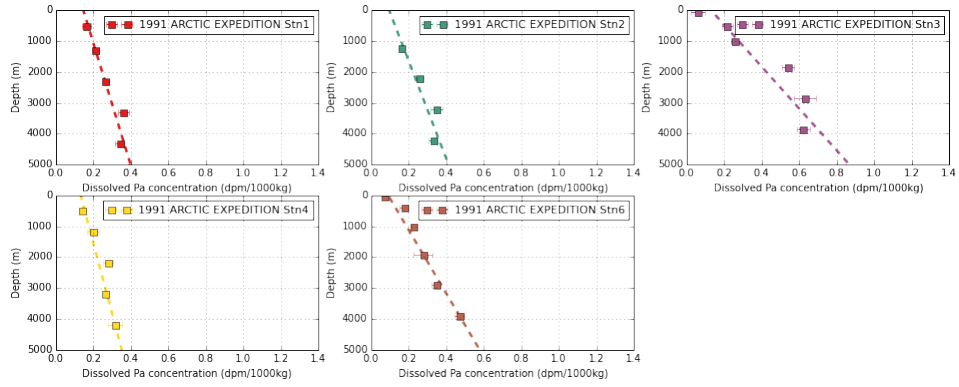 1991 ARCTIC EXPEDITION Stn1
Depth (m)
0
1000
2000
3000
4000
5000
0.0 0.2 0.4 0.6 0.8 1.0 1.2 1.4
Dissolved Pa concentration (dpm/1000kg)
1991 ARCTIC EXPEDITION Stn2
Depth (m)
0
1000
2000
3000
4000
5000
0.0 0.2 0.4 0.6 0.8 1.0 1.2 1.4
Dissolved Pa concentration (dpm/1000kg)
1991 ARCTIC EXPEDITION Stn3
Depth (m)
0
1000
2000
3000
4000
5000
0.0 0.2 0.4 0.6 0.8 1.0 1.2 1.4
Dissolved Pa concentration (dpm/1000kg)
1991 ARCTIC EXPEDITION Stn4
Depth (m)
0
1000
2000
3000
4000
5000
0.0 0.2 0.4 0.6 0.8 1.0 1.2 1.4
Dissolved Pa concentration (dpm/1000kg)
1991 ARCTIC EXPEDITION Stn6
Depth (m)
0
1000
2000
3000
4000
5000
0.0 0.2 0.4 0.6 0.8 1.0 1.2 1.4
Dissolved Pa concentration (dpm/1000kg)